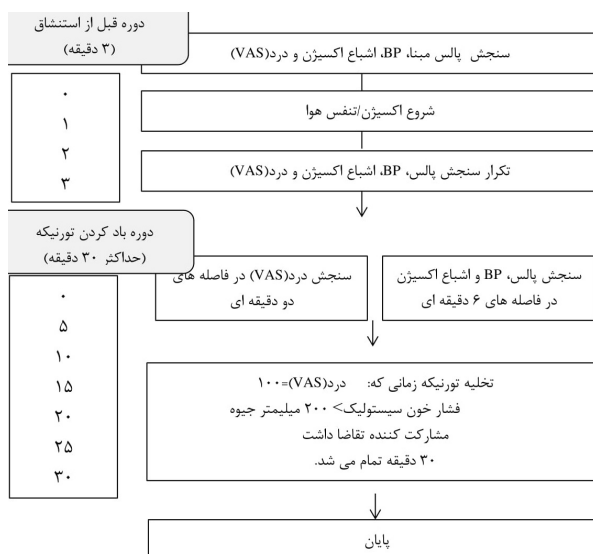 دوره قبل از استنشاق
(۳ دقیقه)
سنجش پالس مبنا، BP، اشباع اکسیژن و درد(VAS)
۰
۱
۲
۳
شروع اکسیژن/تنفس هوا
تکرار سنجش پالس، BP، اشباع اکسیژن و درد(VAS)
دوره باد کردن تورنیکه
(حداکثر ۳۰ دقیقه)
سنجش پالس، BP و اشباع اکسیژن
در فاصله های ۶ دقیقه ای
سنجش درد(VAS) در فاصله های
دو دقیقه ای
۰
۵
۱۰
۱۵
۲۰
۲۵
۳۰
تخلیه تورنیکه زمانی که: درد(VAS)=۱۰۰
فشار خون سیستولیک> ۲۰۰ میلیمتر جیوه
مشارکت کننده تقاضا داشت
۳۰ دقیقه تمام می شد.
پایان